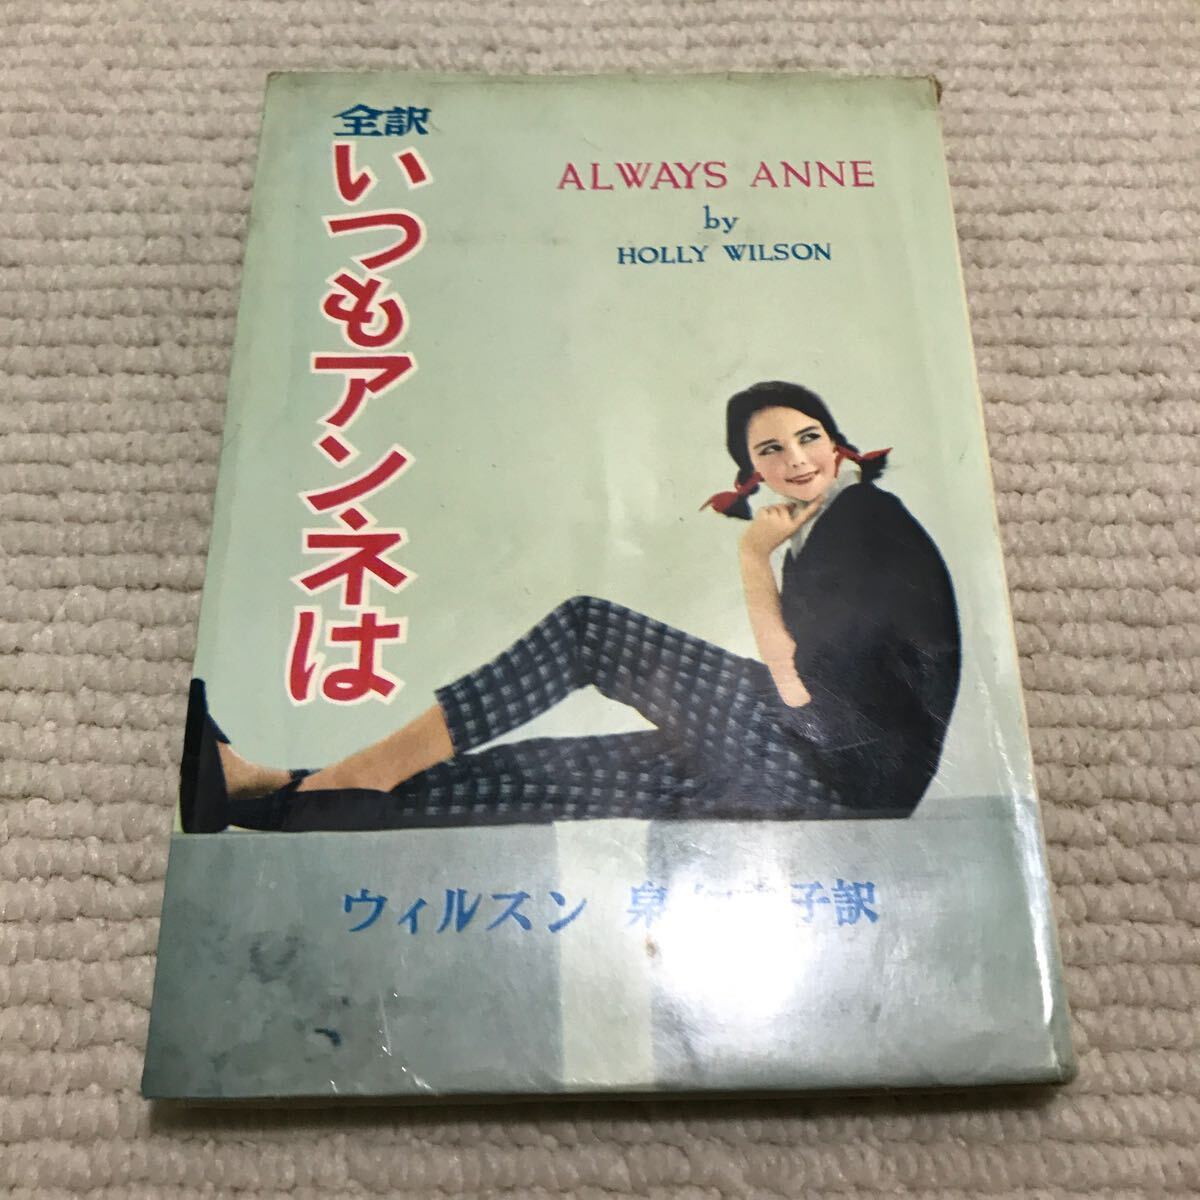 全訳
いつもアンネは
ALWAYS ANNE
by
HOLLY WILSON
ウィルスン 泉 子訳